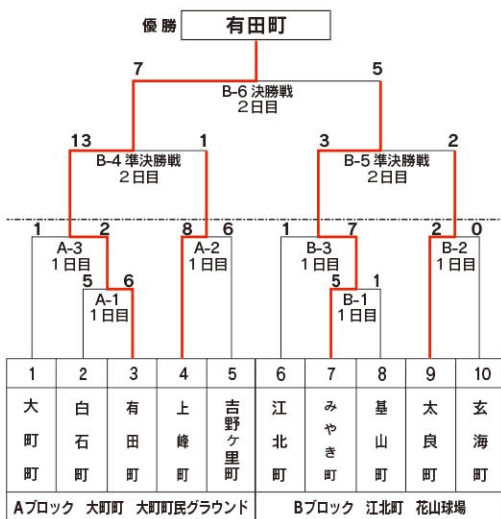 優勝 有田町
7 5
B-6 決勝戦
2日目
13 1 3 2
B-4 準決勝戦 B-5 準決勝戦
2日目 2日目
1 2 8 6 1 7 2 0
A-3 A-2 B-3 B-2
1日目 1日目 1日目 1日目
5 6 5 1
A-1 B-1
1日目 1日目
1 2 3 4 5 6 7 8 9 10
大町町 白石町 有田町 上峰町 吉野ヶ里町 江北町 みやき町 基山町 太良町 玄海町
Aブロック 大町町 大町町民グラウンド Bブロック 江北町 花山球場